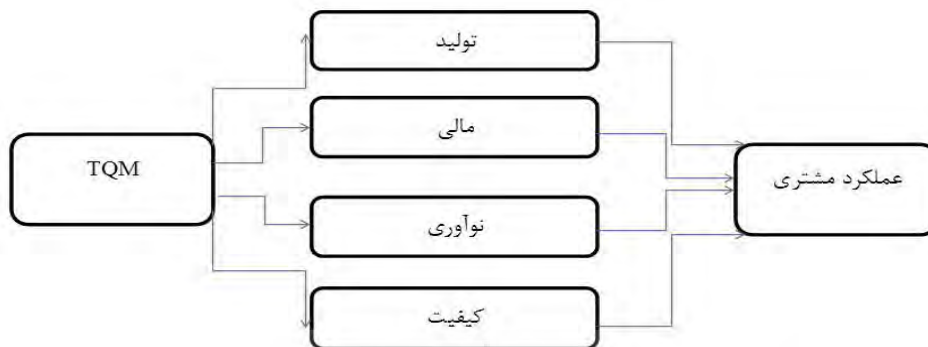 تولید
مالی
TQM
عملکرد مشتری
نوآوری
کیفیت